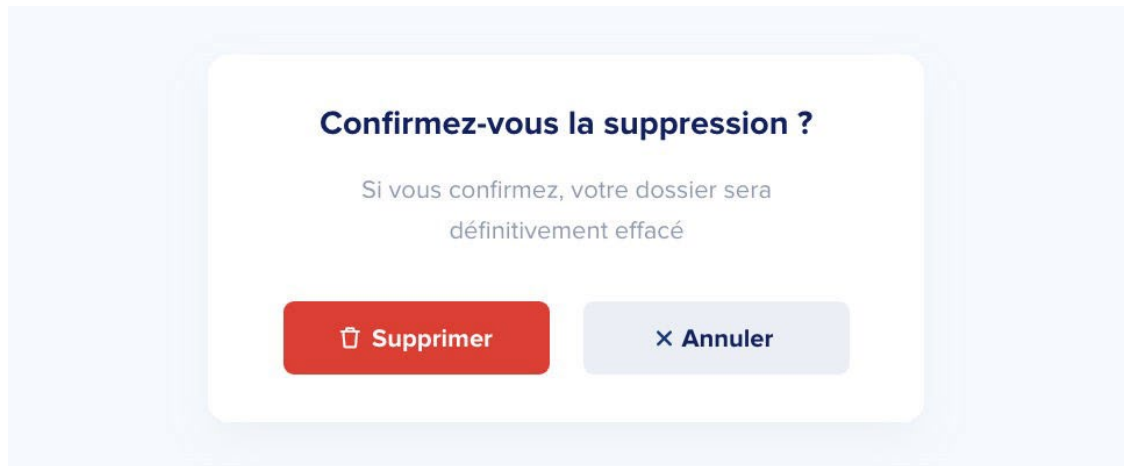 Confirmez-vous la suppression ?
Si vous confirmez, votre dossier sera
définitivement effacé
Supprimer
Annuler